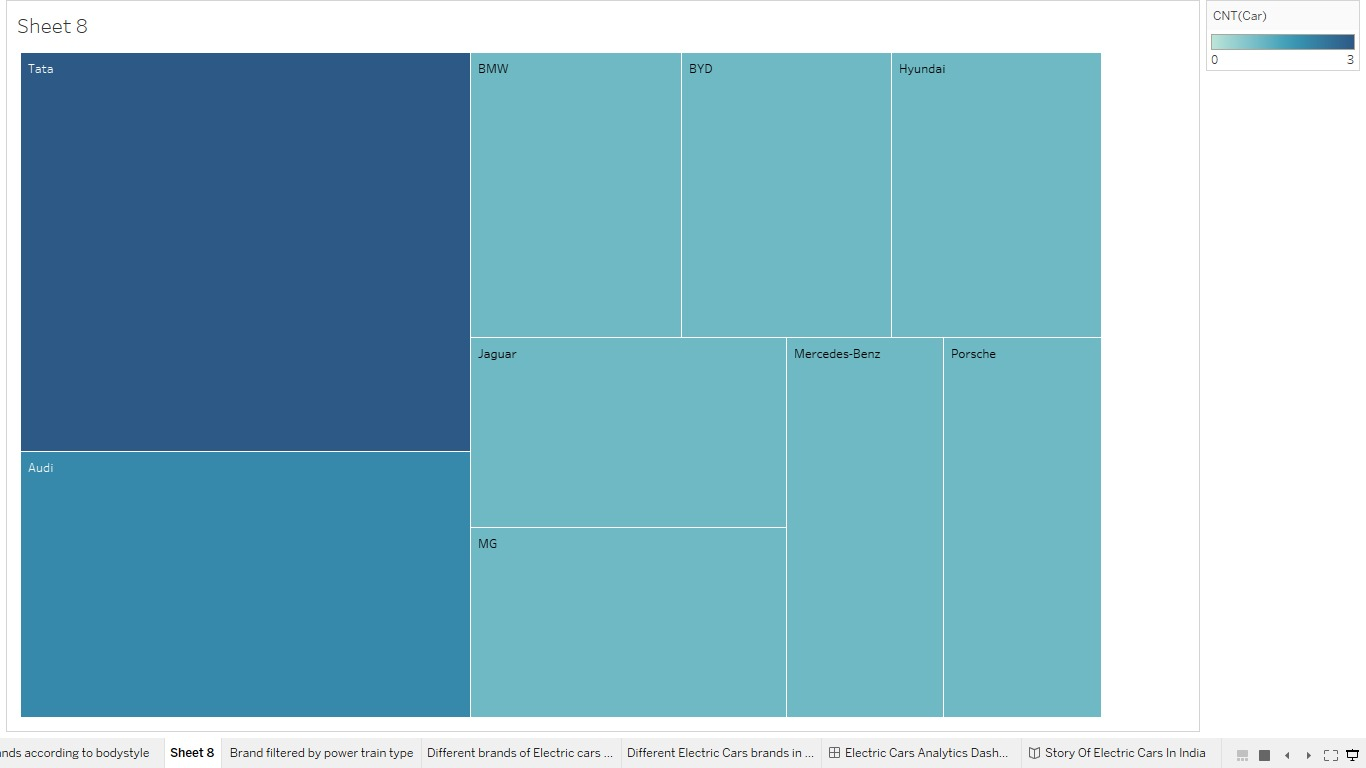 Sheet 8
CNT(Car)
0
3
Tata
BMW
BYD
Hyundai
Jaguar
Mercedes-Benz
Porsche
Audi
MG
nds according to bodystyle
Sheet 8
Brand filtered by power train type
Different brands of Electric cars ...
Different Electric Cars brands in ...
Electric Cars Analytics Dash...
Story Of Electric Cars In India